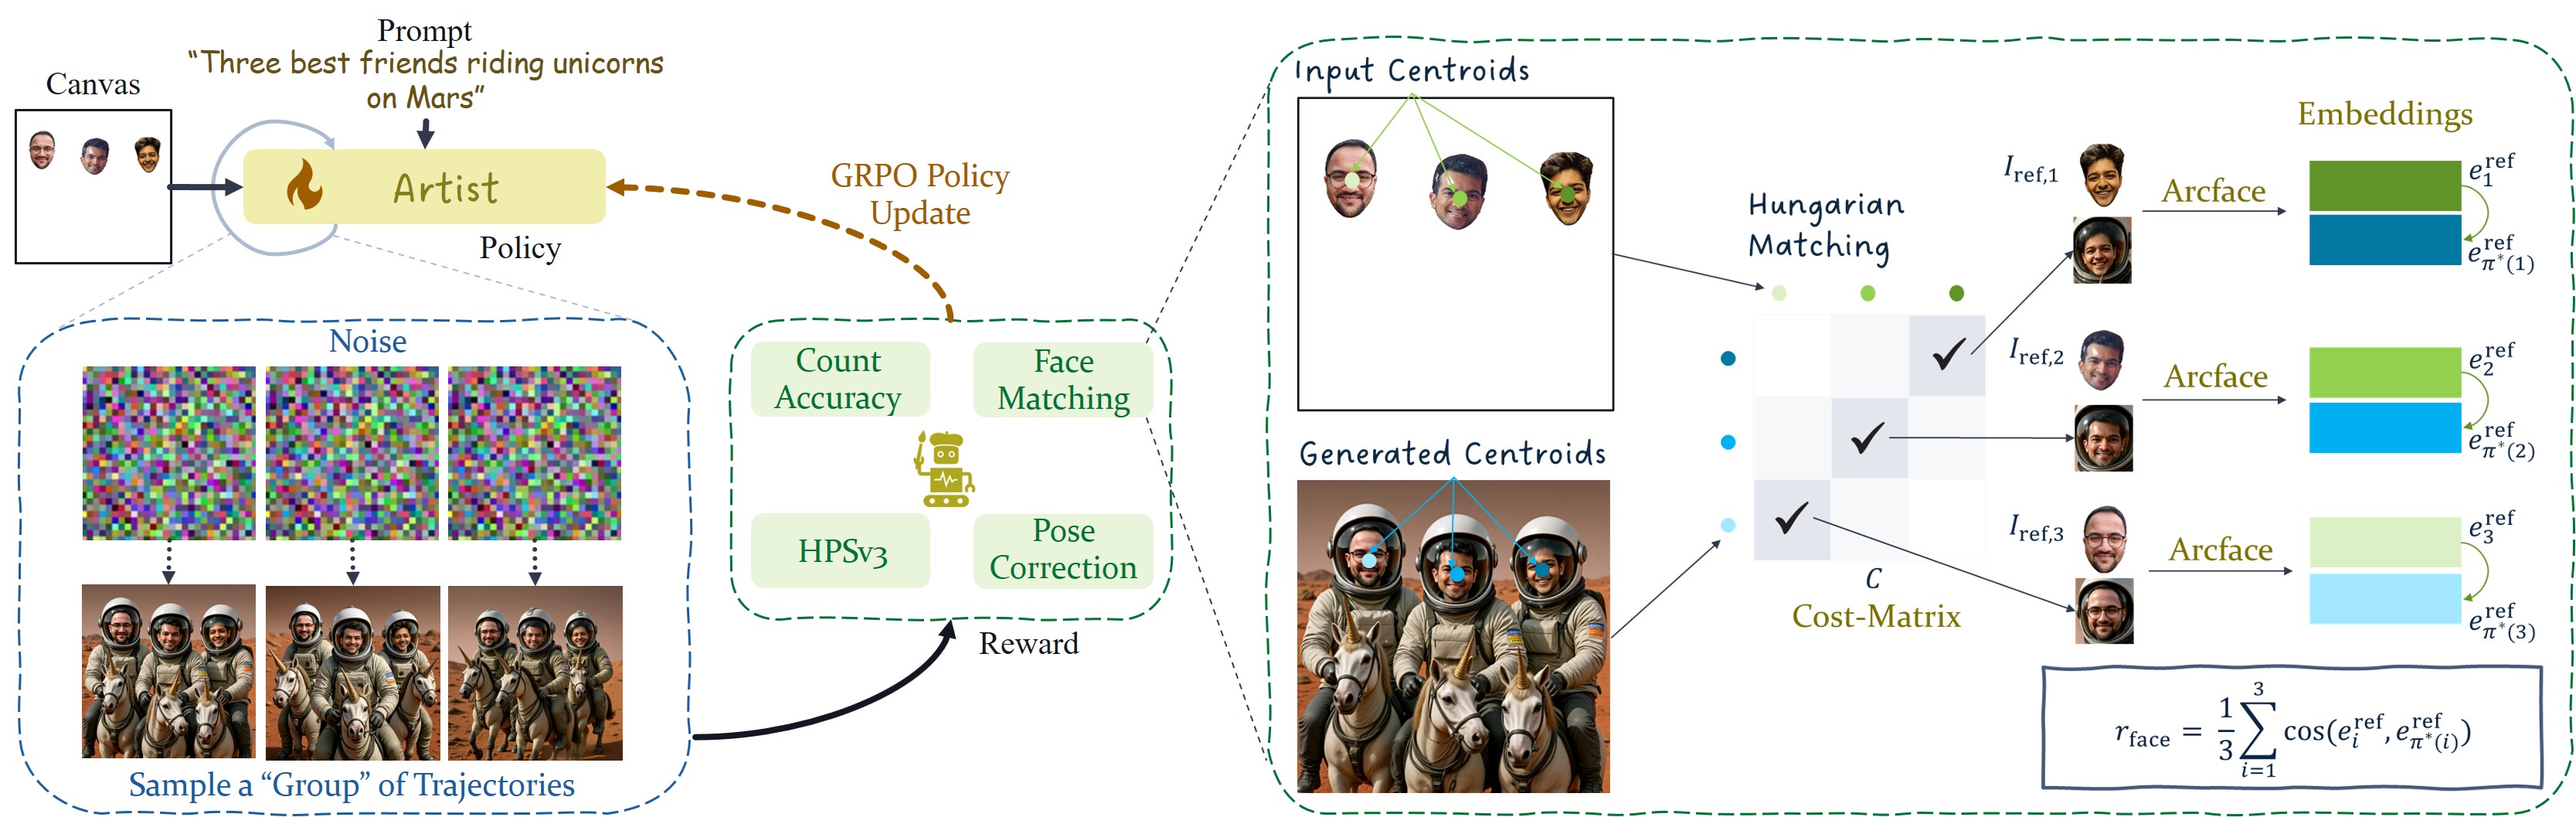 Prompt
“Three best friends riding unicorns
on Mars”
Canvas
Artist
Policy
GRPO Policy
Update
Noise
Sample a “Group” of Trajectories
Count
Accuracy
Face
Matching
HPSv3
Pose
Correction
Reward
Input Centroids
Generated Centroids
Hungarian
Matching
C
Cost-Matrix
Embeddings
I_ref,1
Arcface
e_1^ref
e_π*(1)^ref
I_ref,2
Arcface
e_2^ref
e_π*(2)^ref
I_ref,3
Arcface
e_3^ref
e_π*(3)^ref
r_face = 1/3 ∑_{i=1}^{3} cos(e_i^ref, e_π*(i)^ref)